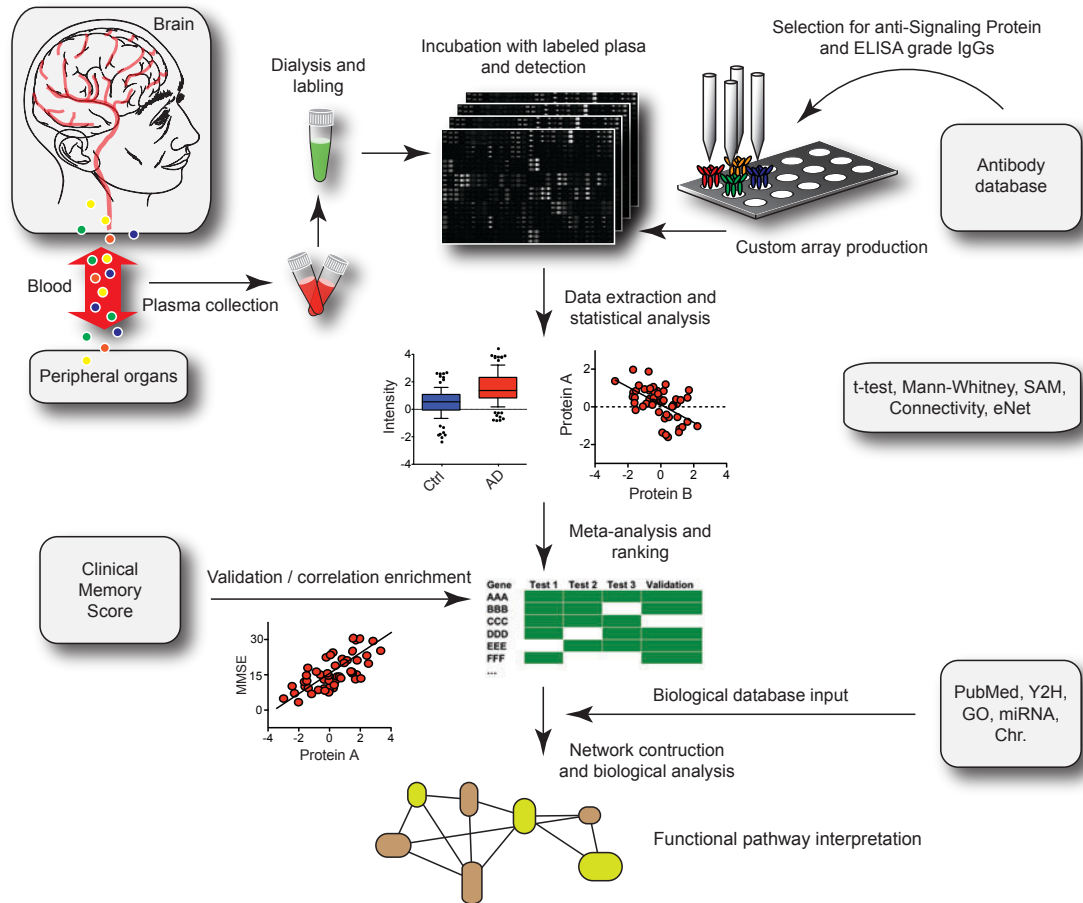 Brain
Dialysis and
labling
Incubation with labeled plasa
and detection
Selection for anti-Signaling Protein
and ELISA grade IgGs
Antibody
database
Custom array production
Blood
Plasma collection
Peripheral organs
Data extraction and
statistical analysis
Intensity
4
2
0
-2
-4
Ctrl
AD
Protein A
2
0
-2
-4
-2
0
2
4
Protein B
t-test, Mann-Whitney, SAM,
Connectivity, eNet
Meta-analysis and
ranking
Clinical
Memory
Score
Validation / correlation enrichment
Gene Test 1 Test 2 Test 3 Validation
AAA
BBB
CCC
DDD
EEE
FFF
...
MMSE
30
15
0
-4
-2
0
2
4
Protein A
Biological database input
PubMed, Y2H,
GO, miRNA,
Chr.
Network contruction
and biological analysis
Functional pathway interpretation